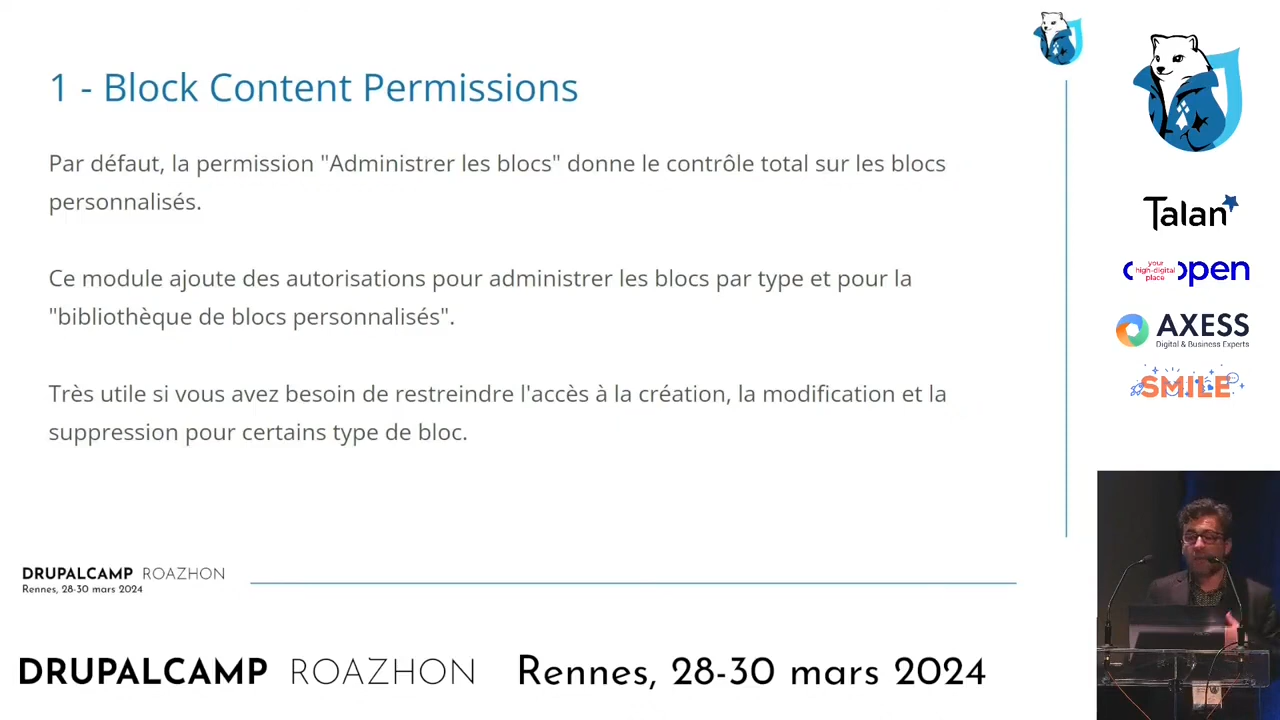 1 - Block Content Permissions
Par défaut, la permission "Administrer les blocs" donne le contrôle total sur les blocs
personnalisés.
Ce module ajoute des autorisations pour administrer les blocs par type et pour la
"bibliothèque de blocs personnalisés".
Très utile si vous avez besoin de restreindre l'accès à la création, la modification et la
suppression pour certains type de bloc.
DRUPALCAMP ROAZHON
Rennes, 28-30 mars 2024
Talan
your
high-digital
place
open
AXESS
Digital & Business Experts
SMILE
DRUPALCAMP ROAZHON Rennes, 28-30 mars 2024